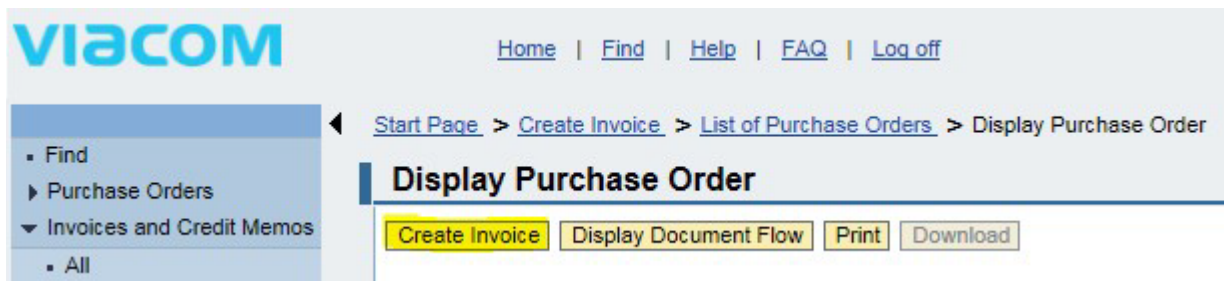 VIACOM
Home | Find | Help | FAQ | Log off
Start Page > Create Invoice > List of Purchase Orders > Display Purchase Order
Find
Purchase Orders
Invoices and Credit Memos
All
Display Purchase Order
Create Invoice Display Document Flow Print Download